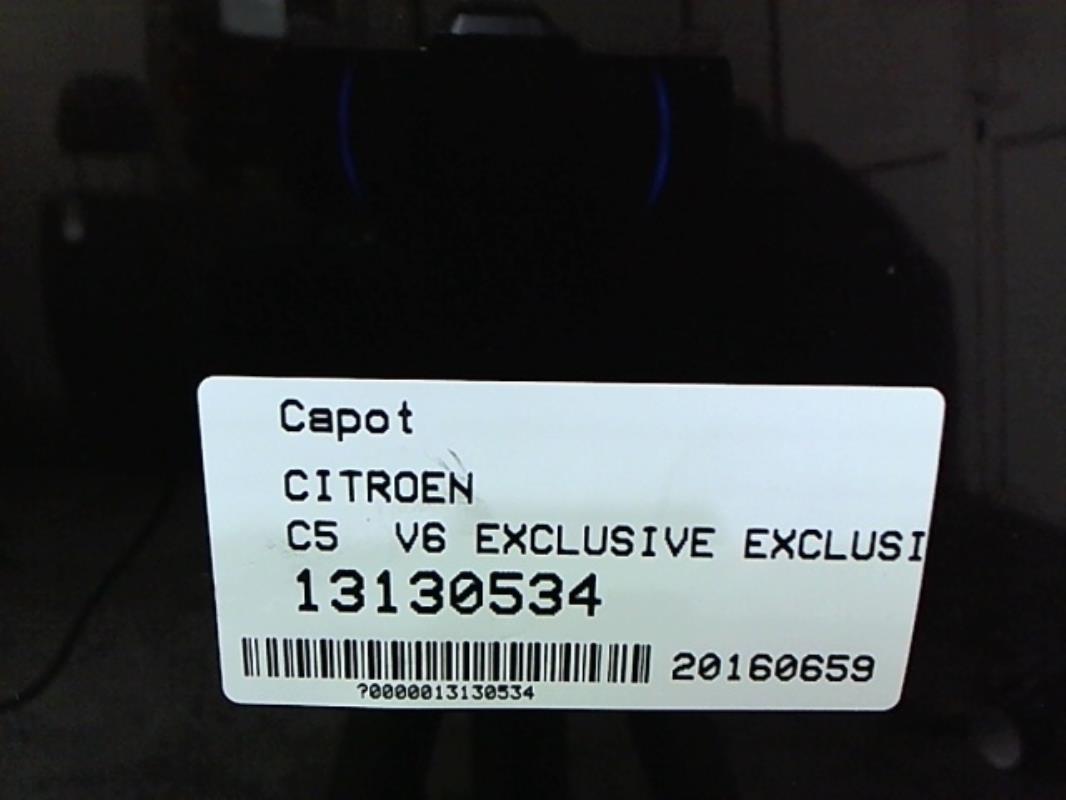 Capot
CITROEN
C5 V6 EXCLUSIVE EXCLUSI
13130534
20160659
?0000013130534